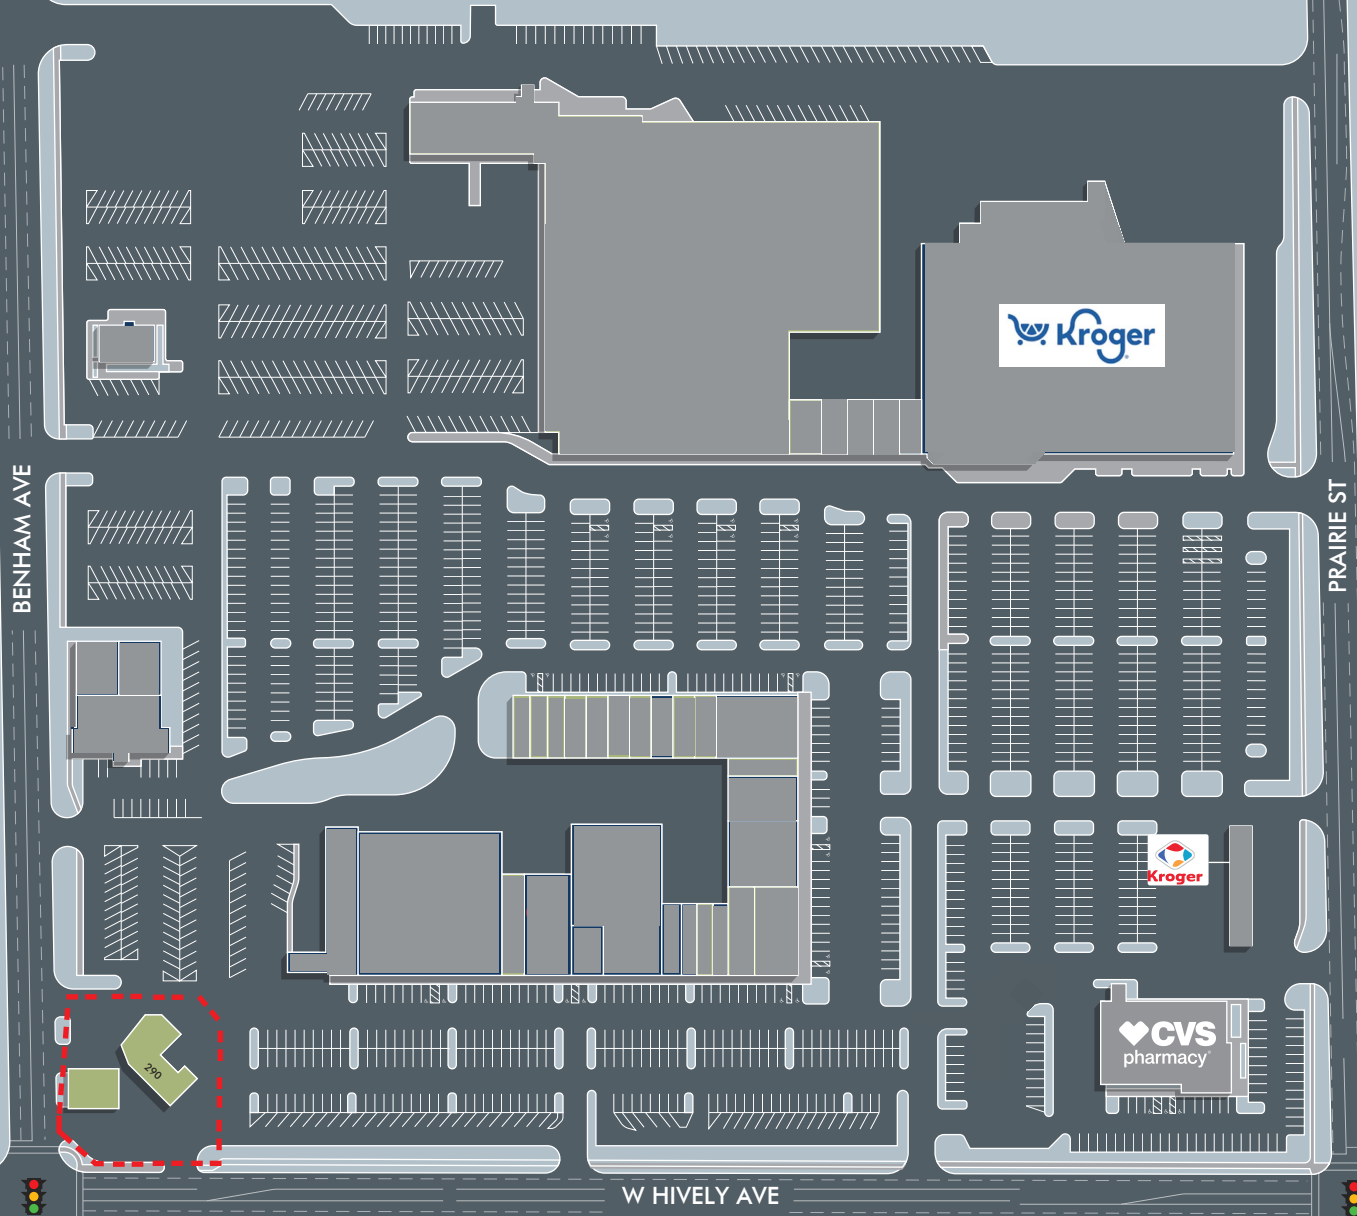 Kroger
BENHAM AVE
PRAIRIE ST
Kroger
CVS
pharmacy
290
W HIVELY AVE